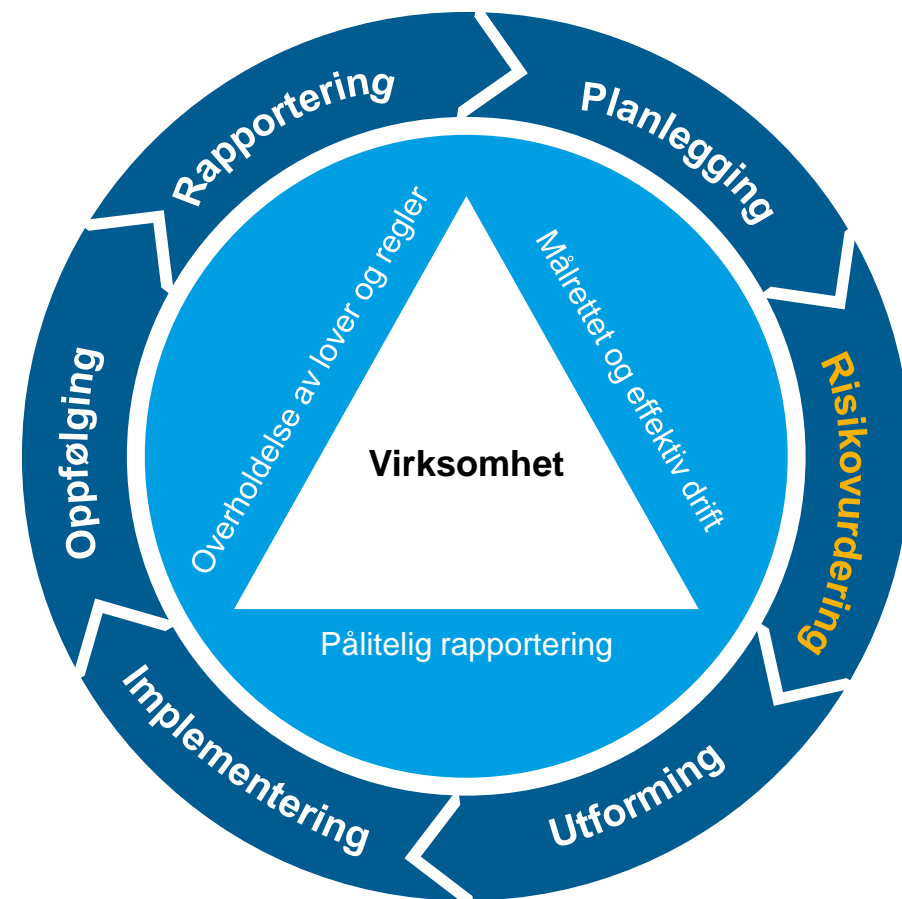 Planlegging
Risikovurdering
Utforming
Implementering
Oppfølging
Rapportering
Overholdelse av lover og regler
Målrettet og effektiv drift
Virksomhet
Pålitelig rapportering